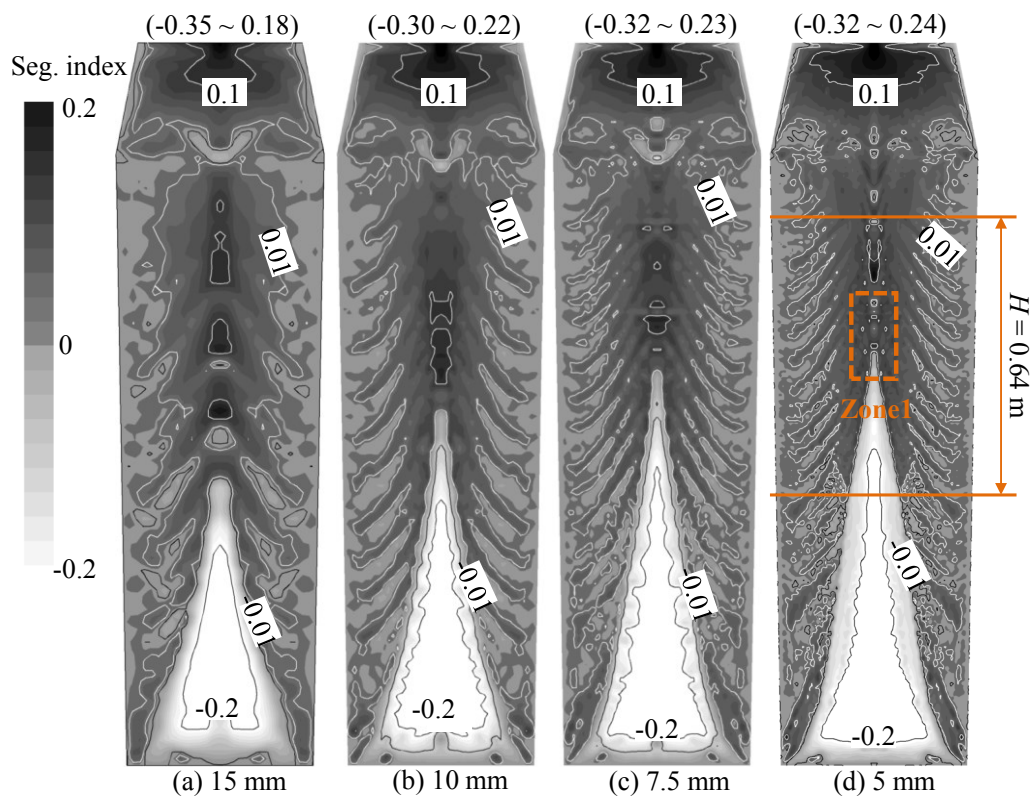 (-0.35 ~ 0.18) (-0.30 ~ 0.22) (-0.32 ~ 0.23) (-0.32 ~ 0.24)
Seg. index
0.2
0
-0.2
0.1 0.1 0.1 0.1
0.01 0.01 0.01 0.01
H = 0.64 m
Zone1
-0.01 -0.01 -0.01 -0.01
-0.2 -0.2 -0.2 -0.2
(a) 15 mm (b) 10 mm (c) 7.5 mm (d) 5 mm